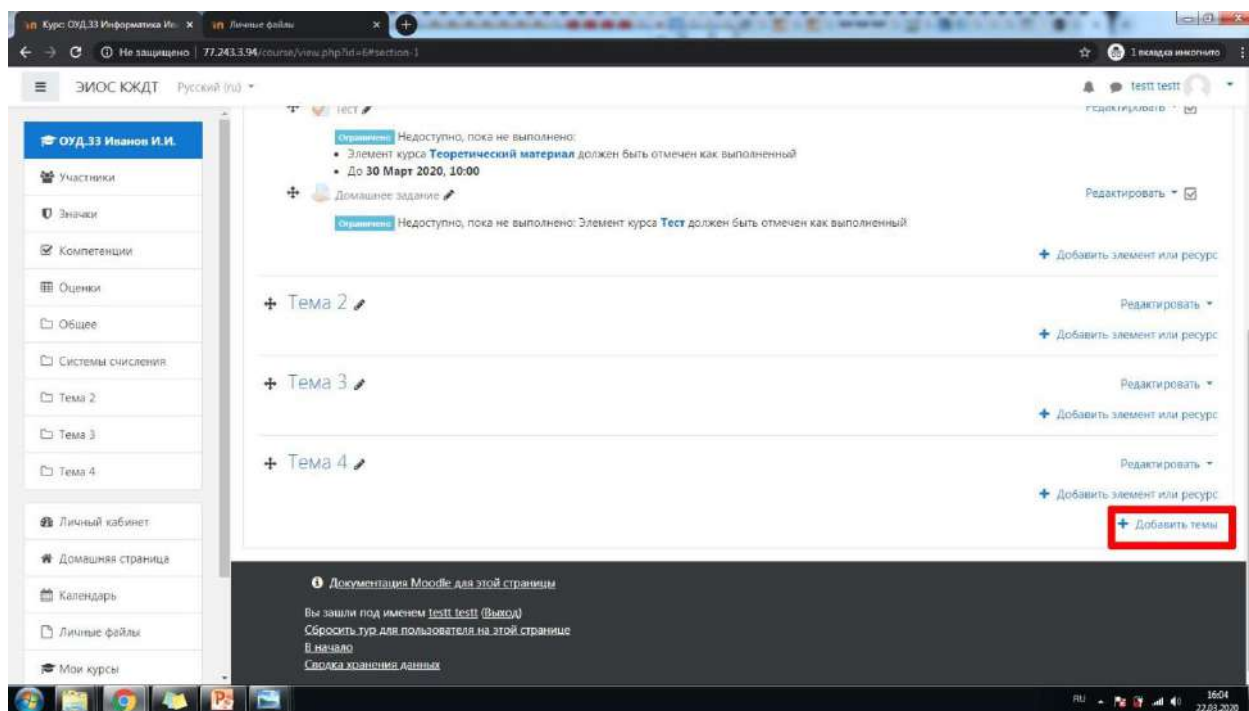 Курс: ОУД.33 Информатика Ив
Личные файлы
Не защищено
77.243.3.94/course/view.php?id=6#section-1
1 вкладка инкогнито
ЭИОС КЖДТ
Русский (ru)
testt testt
ОУД.33 Иванов И.И.
Участники
Значки
Компетенции
Оценки
Общее
Системы счисления
Тема 2
Тема 3
Тема 4
Личный кабинет
Домашняя страница
Календарь
Личные файлы
Мои курсы
Тест
Редактировать
Ограничено Недоступно, пока не выполнено:
• Элемент курса Теоретический материал должен быть отмечен как выполненный
• До 30 Март 2020, 10:00
Домашнее задание
Редактировать
Ограничено Недоступно, пока не выполнено: Элемент курса Тест должен быть отмечен как выполненный
Добавить элемент или ресурс
Тема 2
Редактировать
Добавить элемент или ресурс
Тема 3
Редактировать
Добавить элемент или ресурс
Тема 4
Редактировать
Добавить элемент или ресурс
Добавить темы
Документация Moodle для этой страницы
Вы зашли под именем testt testt (Выход)
Сбросить тур для пользователя на этой странице
В начало
Сводка хранения данных
RU
16:04
22.03.2020